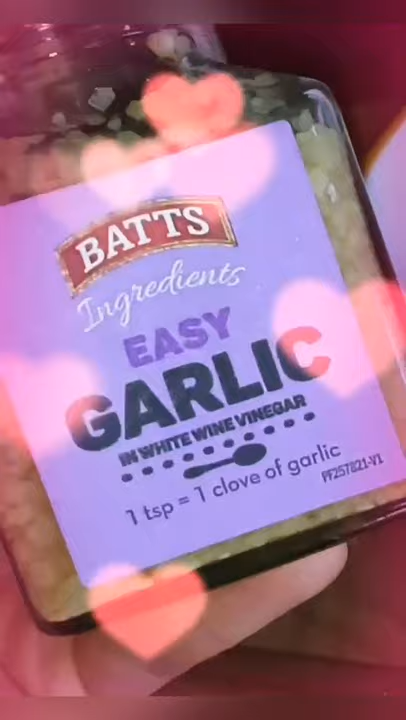 BATTS
Ingredients
EASY
GARLIC
IN WHITE WINE VINEGAR
1 tsp = 1 clove of garlic
PF257821-V1